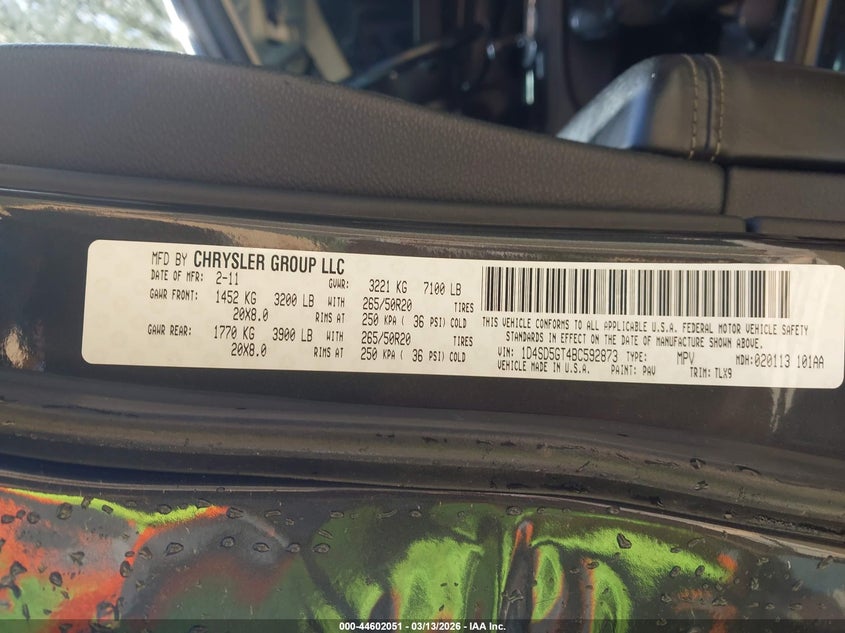 MFD BY CHRYSLER GROUP LLC
DATE OF MFR: 2-11 GVWR: 3221 KG 7100 LB
GAWR FRONT: 1452 KG 3200 LB WITH 265/50R20 TIRES
20X8.0 RIMS AT 250 KPA ( 36 PSI) COLD
GAWR REAR: 1770 KG 3900 LB WITH 265/50R20 TIRES
20X8.0 RIMS AT 250 KPA ( 36 PSI) COLD
THIS VEHICLE CONFORMS TO ALL APPLICABLE U.S.A. FEDERAL MOTOR VEHICLE SAFETY
STANDARDS IN EFFECT ON THE DATE OF MANUFACTURE SHOWN ABOVE.
VIN: 1D4SD5GT4BC592873 TYPE: MPV MDH:020113 101AA
VEHICLE MADE IN U.S.A. PAINT: PAV TRIM: TLX9
000-44602051 - 03/13/2026 - IAA Inc.